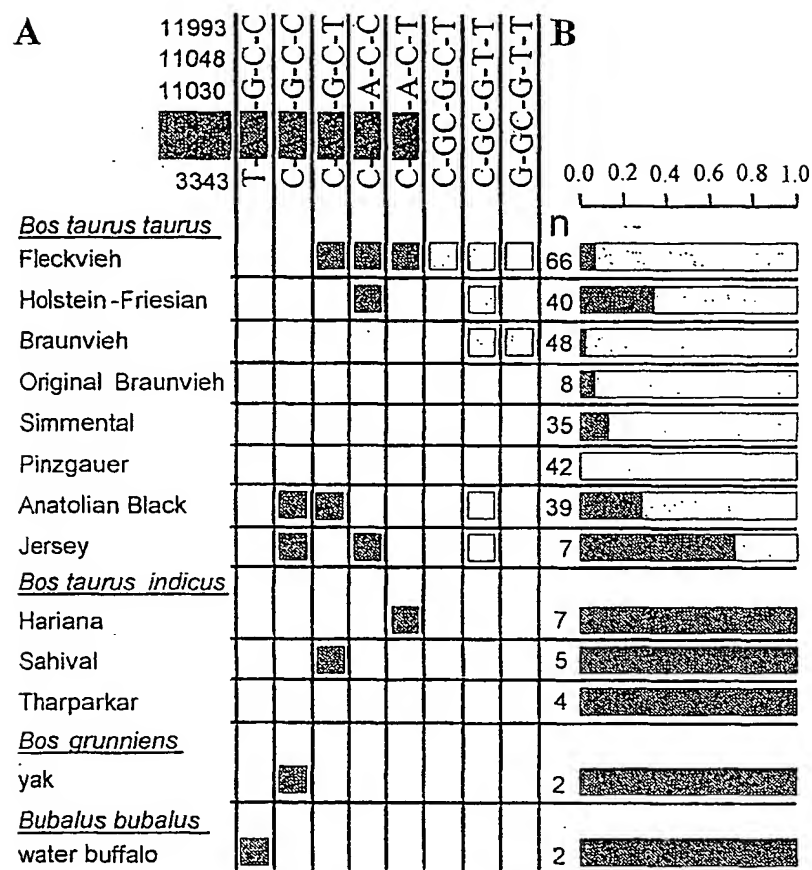 A
B
11993
11048
11030
3343
T- -G-C-C
C- -G-C-C
C- -G-C-T
C- -A-C-C
C- -A-C-T
C-GC-G-C-T
C-GC-G-T-T
G-GC-G-T-T
0.0 0.2 0.4 0.6 0.8 1.0
n
Bos taurus taurus
Fleckvieh 66
Holstein-Friesian 40
Braunvieh 48
Original Braunvieh 8
Simmental 35
Pinzgauer 42
Anatolian Black 39
Jersey 7
Bos taurus indicus
Hariana 7
Sahival 5
Tharparkar 4
Bos grunniens
yak 2
Bubalus bubalus
water buffalo 2